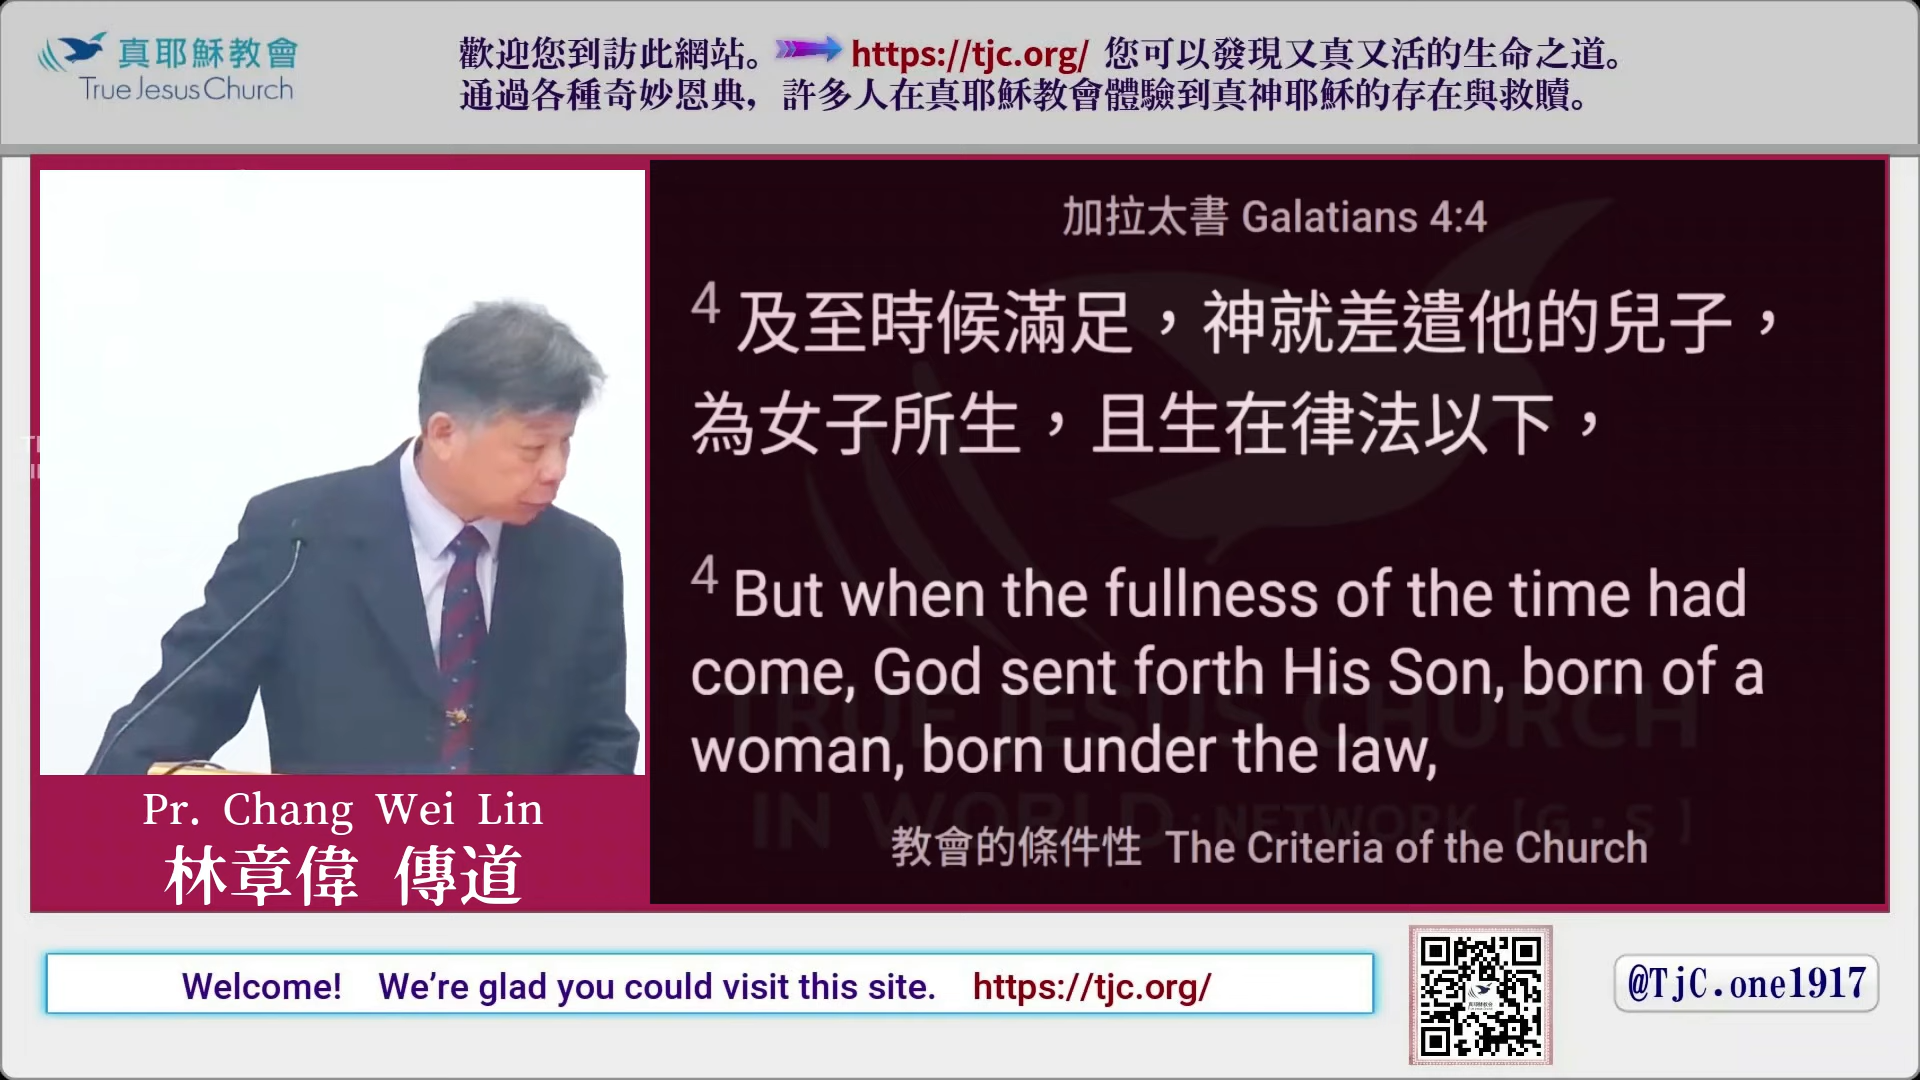 真耶穌教會
True Jesus Church
歡迎您到訪此網站。 https://tjc.org/ 您可以發現又真又活的生命之道。
通過各種奇妙恩典，許多人在真耶穌教會體驗到真神耶穌的存在與救贖。
加拉太書 Galatians 4:4
4 及至時候滿足，神就差遣他的兒子，
為女子所生，且生在律法以下，
4 But when the fullness of the time had
come, God sent forth His Son, born of a
woman, born under the law,
TRUE JESUS CHURCH
IN WORLD · NETWORK [G·S]
教會的條件性 The Criteria of the Church
Pr. Chang Wei Lin
林章偉 傳道
Welcome! We’re glad you could visit this site. https://tjc.org/
@TjC.one1917